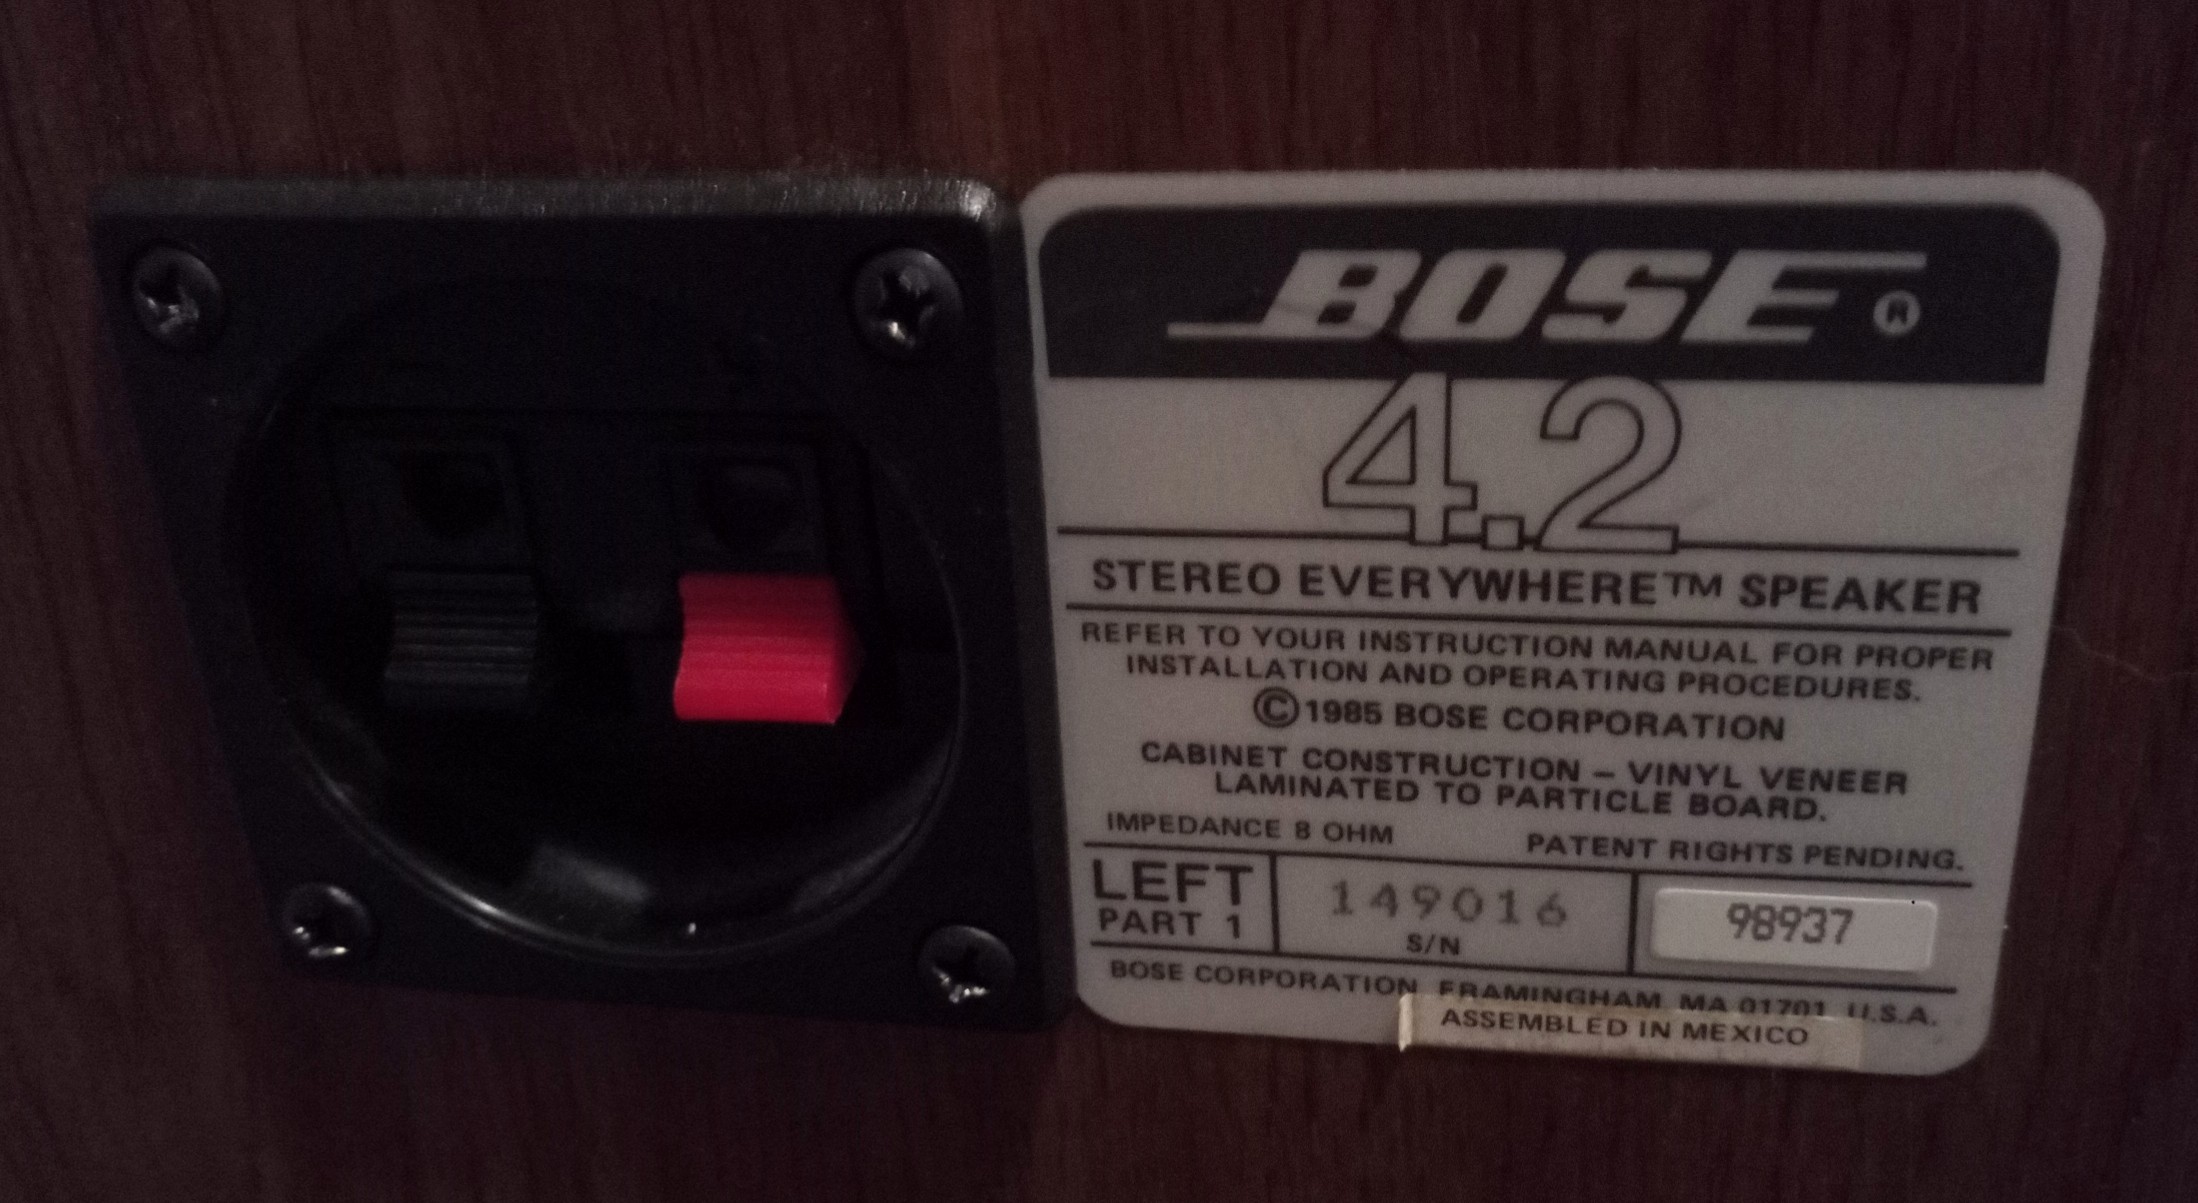 BOSE ®
4.2
STEREO EVERYWHERE™ SPEAKER
REFER TO YOUR INSTRUCTION MANUAL FOR PROPER
INSTALLATION AND OPERATING PROCEDURES.
©1985 BOSE CORPORATION
CABINET CONSTRUCTION – VINYL VENEER
LAMINATED TO PARTICLE BOARD.
IMPEDANCE 8 OHM PATENT RIGHTS PENDING.
LEFT
PART 1
149016
S/N
98937
BOSE CORPORATION, FRAMINGHAM, MA 01701, U.S.A.
ASSEMBLED IN MEXICO